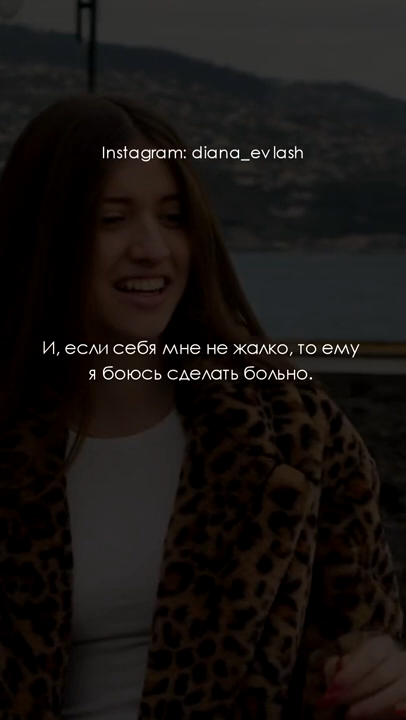 Instagram: diana_evlash
И, если себя мне не жалко, то ему
я боюсь сделать больно.